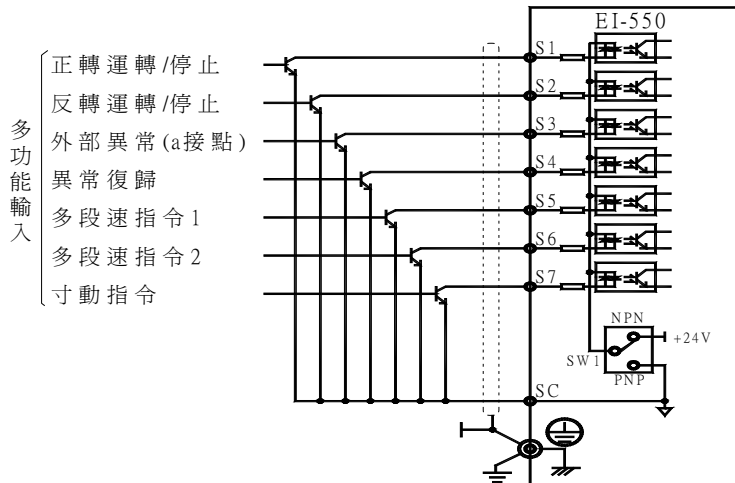 EI-550
正轉運轉/停止
S1
反轉運轉/停止
S2
外部異常(a接點)
S3
異常復歸
S4
多段速指令1
S5
多段速指令2
S6
寸動指令
S7
多功能輸入
NPN
+24V
SW1
PNP
SC